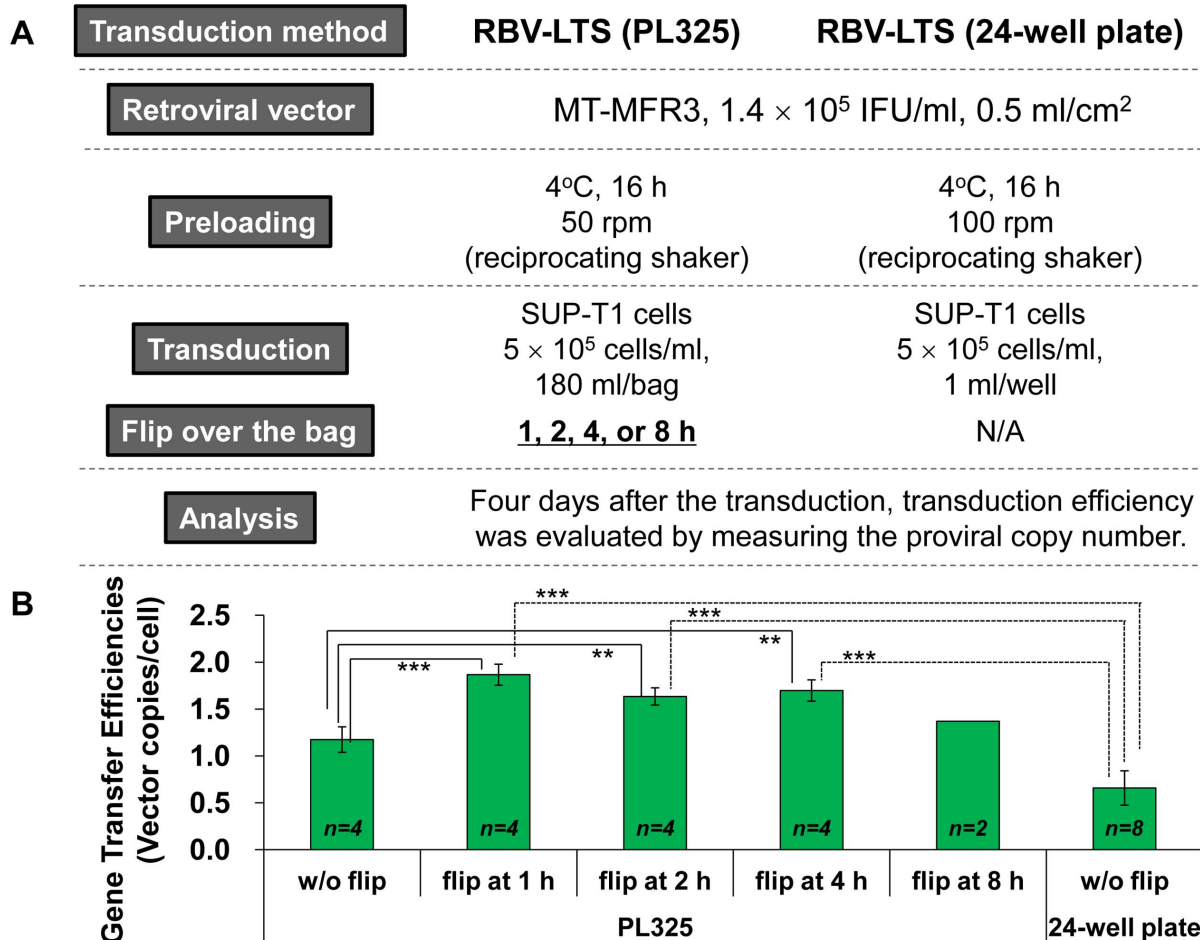 A
Transduction method RBV-LTS (PL325) RBV-LTS (24-well plate)
Retroviral vector MT-MFR3, 1.4 × 10⁵ IFU/ml, 0.5 ml/cm²
Preloading
4ºC, 16 h 4ºC, 16 h
50 rpm 100 rpm
(reciprocating shaker) (reciprocating shaker)
Transduction
SUP-T1 cells SUP-T1 cells
5 × 10⁵ cells/ml, 5 × 10⁵ cells/ml,
180 ml/bag 1 ml/well
Flip over the bag 1, 2, 4, or 8 h N/A
Analysis
Four days after the transduction, transduction efficiency
was evaluated by measuring the proviral copy number.
B
Gene Transfer Efficiencies
(Vector copies/cell)
2.5
2.0
1.5
1.0
0.5
0.0
***
***
**
**
***
***
n=4 n=4 n=4 n=4 n=2 n=8
w/o flip flip at 1 h flip at 2 h flip at 4 h flip at 8 h w/o flip
PL325 24-well plate